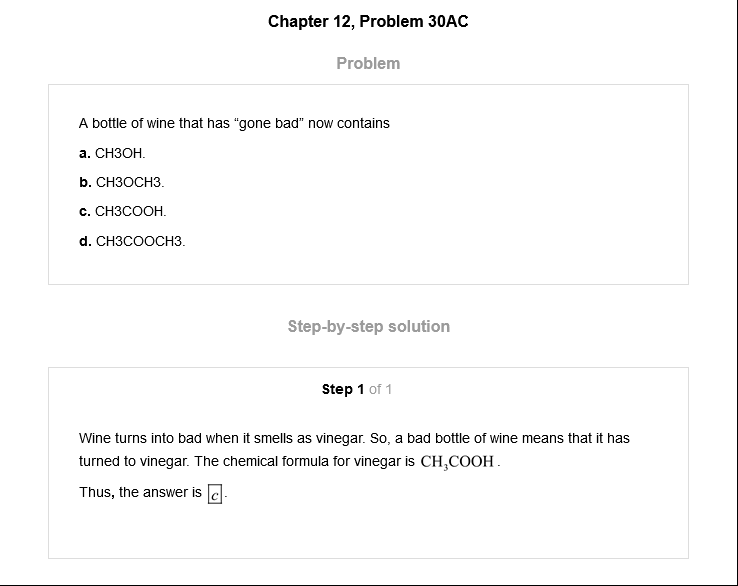 Chapter 12, Problem 30AC
Problem
A bottle of wine that has “gone bad” now contains
a. CH3OH.
b. CH3OCH3.
c. CH3COOH.
d. CH3COOCH3.
Step-by-step solution
Step 1 of 1
Wine turns into bad when it smells as vinegar. So, a bad bottle of wine means that it has
turned to vinegar. The chemical formula for vinegar is CH₃COOH.
Thus, the answer is c.